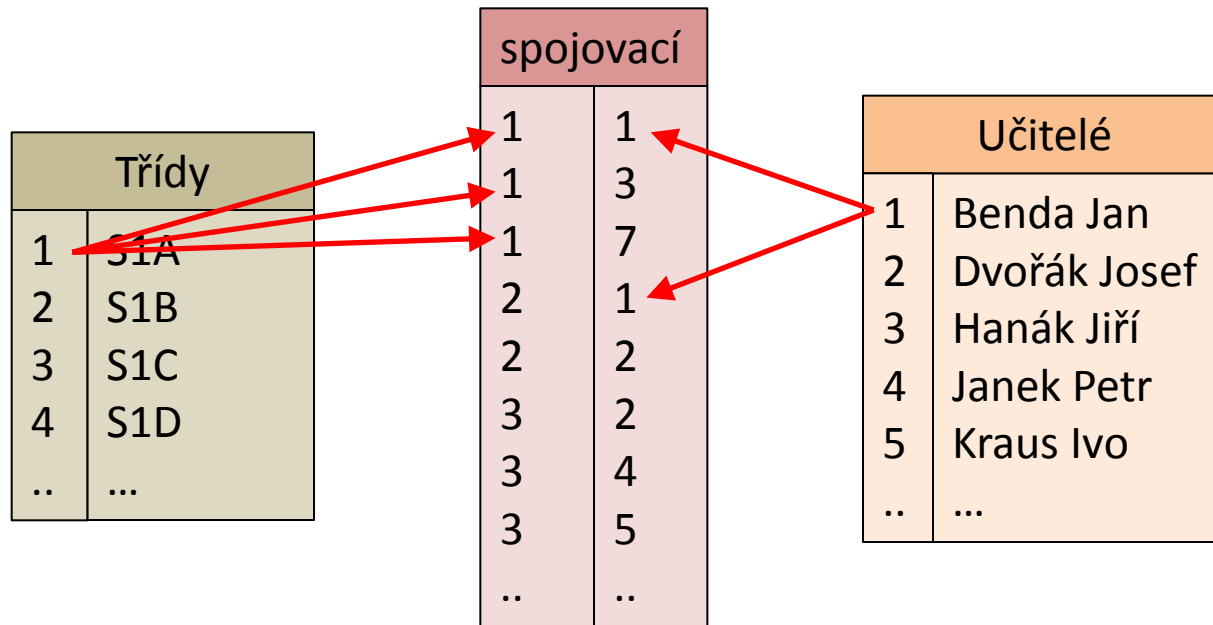 Třídy
1 S1A
2 S1B
3 S1C
4 S1D
.. ...
spojovací
1 1
1 3
1 7
2 1
2 2
3 2
3 4
3 5
.. ..
Učitelé
1 Benda Jan
2 Dvořák Josef
3 Hanák Jiří
4 Janek Petr
5 Kraus Ivo
.. ...